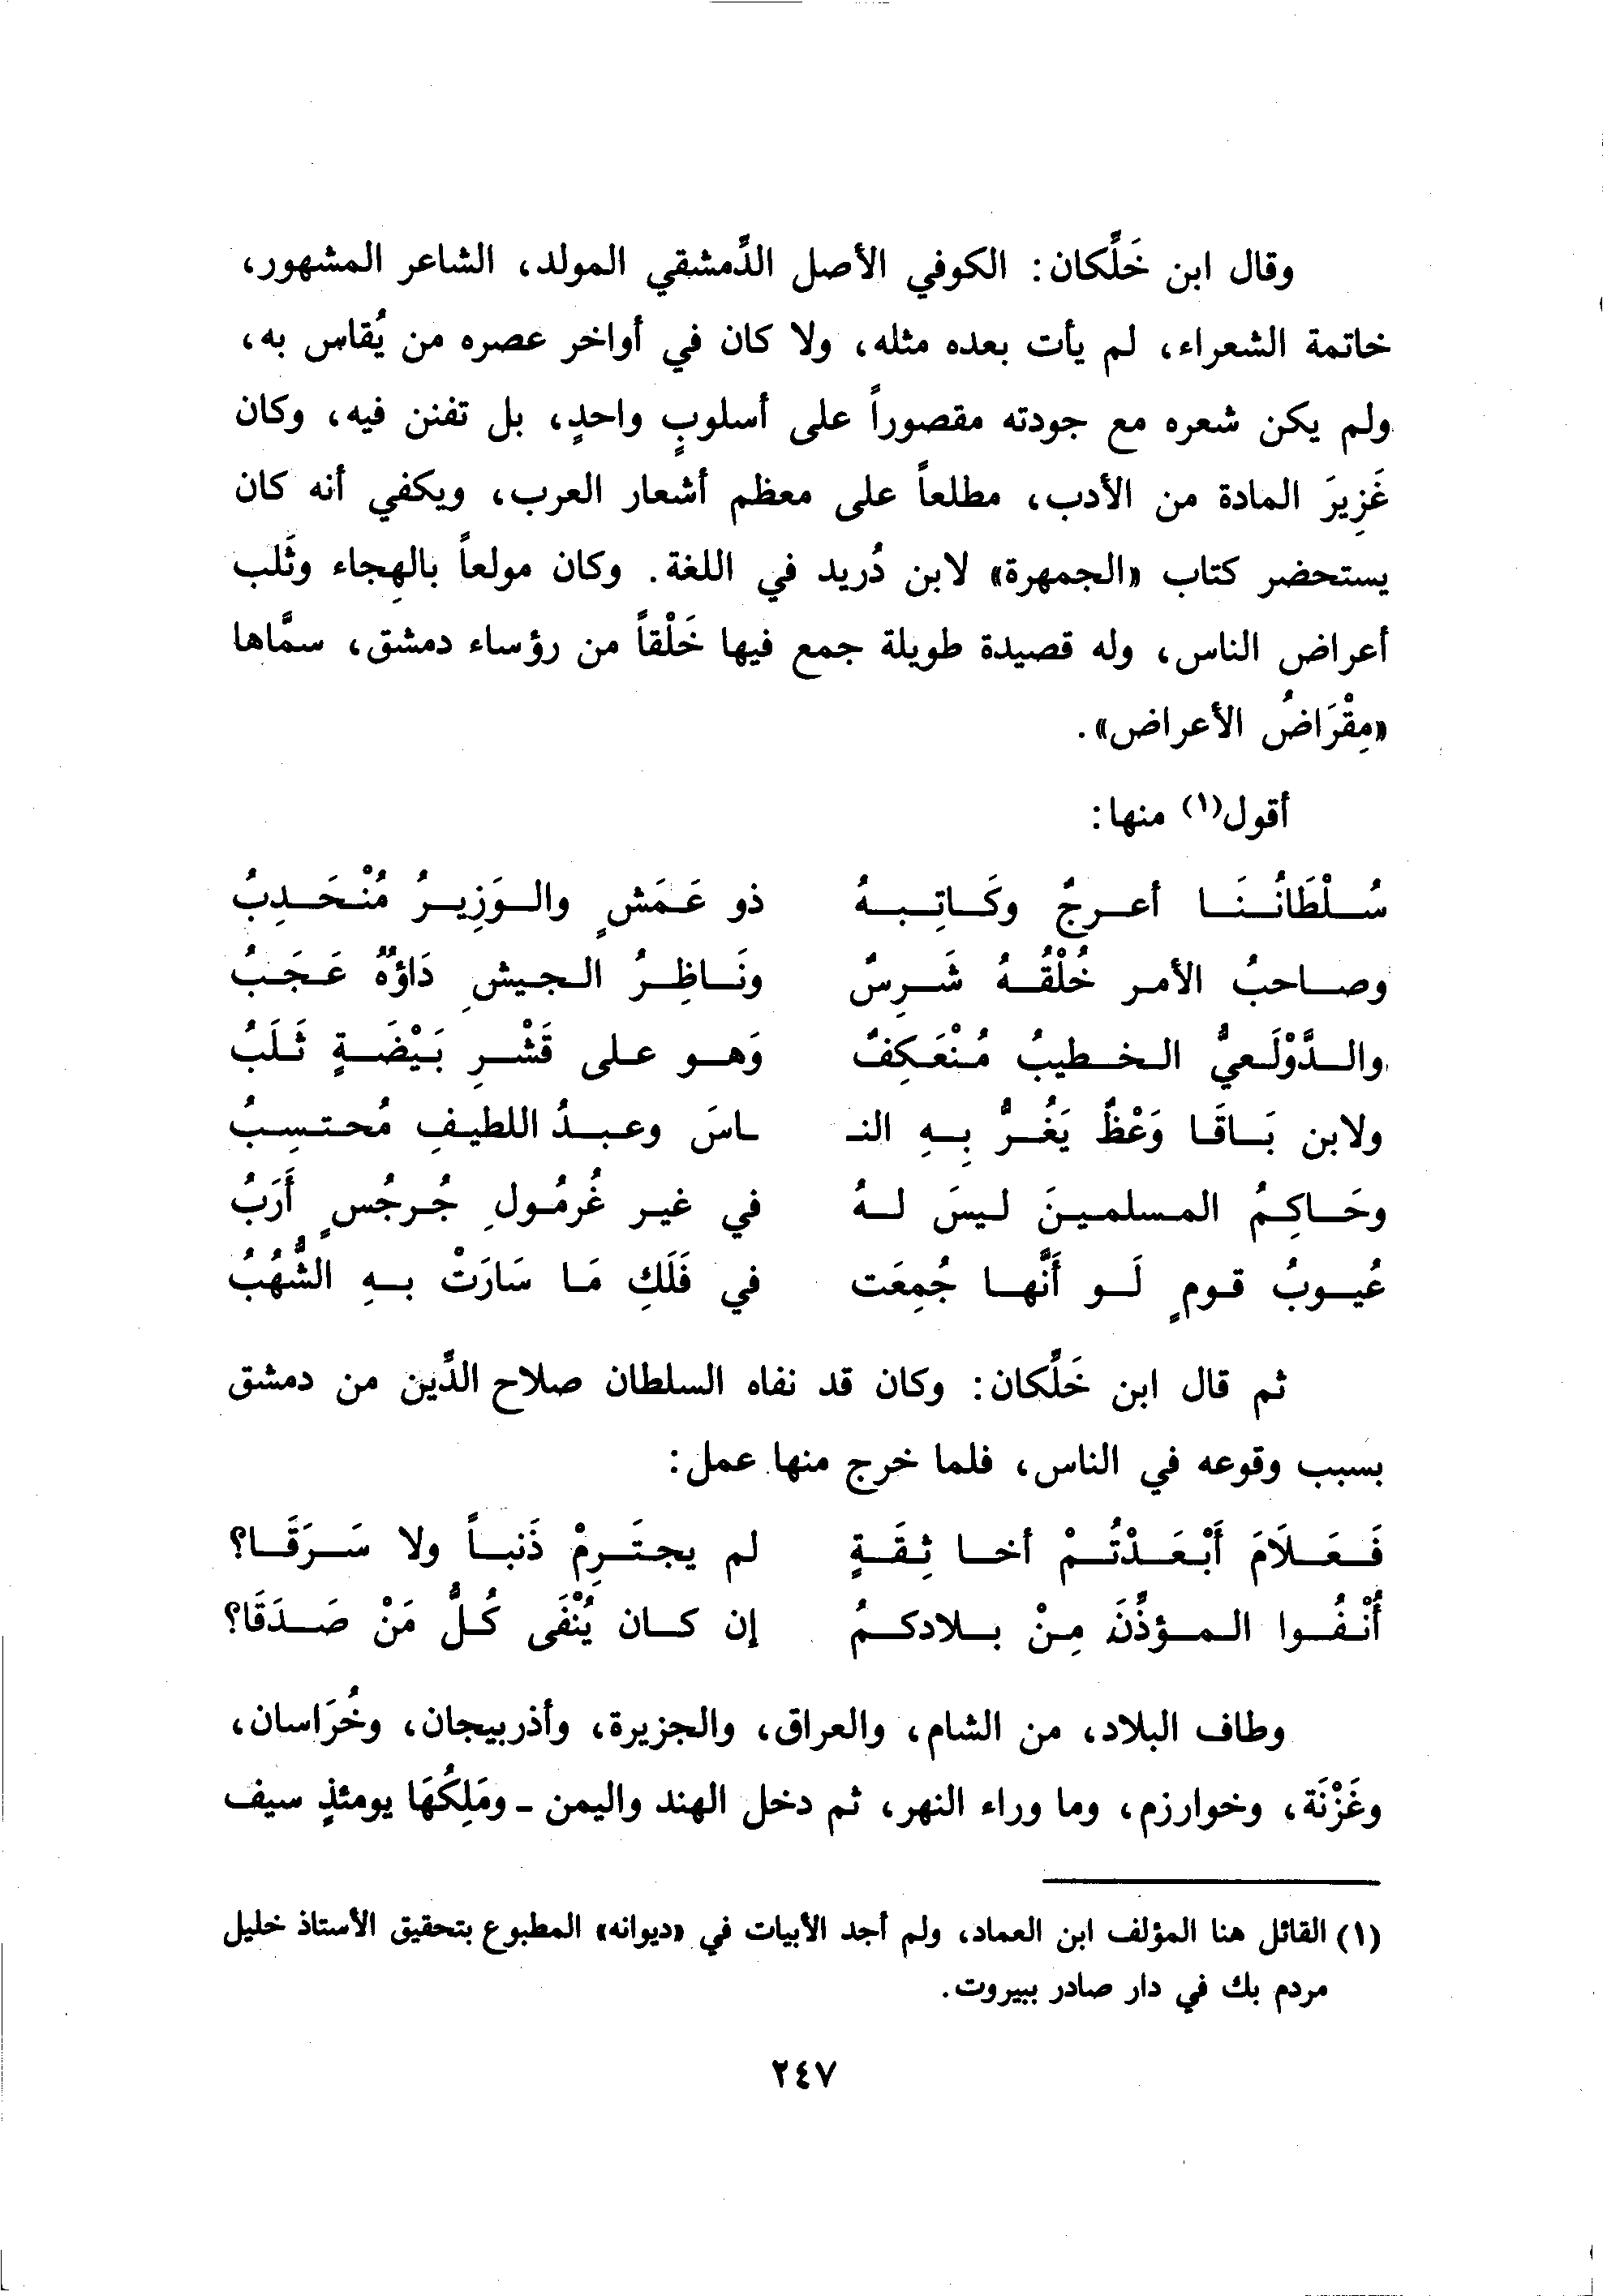 وقال ابن خَلِّكان: الكوفي الأصل الدِّمشقي المولد، الشاعر المشهور،
خاتمة الشعراء، لم يأت بعده مثله، ولا كان في أواخر عصره من يُقاس به،
ولم يكن شعره مع جودته مقصوراً على أسلوبٍ واحدٍ، بل تفنن فيه، وكان
غَزِيرَ المادة من الأدب، مطلعاً على معظم أشعار العرب، ويكفي أنه كان
يستحضر كتاب «الجمهرة» لابن دُريد في اللغة. وكان مولعاً بالهِجاء وثَلب
أعراض الناس، وله قصيدة طويلة جمع فيها خَلْقاً من رؤساء دمشق، سمَّاها
«مِقْرَاضُ الأعراض».
أقول(١) منها:
سُلْطَانُنَا أعرجٌ وكَاتِبهُ ذو عَمَشٍ والوَزِيرُ مُنْحَدِبُ
وصاحبُ الأمر خُلْقُهُ شَرِسٌ ونَاظِرُ الجيشِ دَاؤهٌ عَجَبُ
والدَّوْلَعيُّ الخطيبُ مُنْعَكِفٌ وَهو على قَشْرِ بَيْضَةٍ ثَلَبُ
ولابن بَاقَا وَعْظٌ يَغُرُّ بِهِ النـ ـاسَ وعبدُ اللطيفِ مُحتسِبُ
وحَاكِمُ المسلمينَ ليسَ لهُ في غير غُرمُولِ جُرجُسٍ أَرَبُ
عُيوبُ قومٍ لَو أَنَّها جُمِعَت في فَلَكِ مَا سَارَتْ بهِ الشُّهُبُ
ثم قال ابن خَلِّكان: وكان قد نفاه السلطان صلاح الدِّين من دمشق
بسبب وقوعه في الناس، فلما خرج منها عمل:
فَعَلَامَ أَبْعَدْتُمْ أخا ثِقَةٍ لم يجتَرِمْ ذَنباً ولا سَرَقَا؟
أُنْفُوا المؤذِّنَ مِنْ بلادكمُ إن كان يُنْفَى كُلُّ مَنْ صَدَقَا؟
وطاف البلاد، من الشام، والعراق، والجزيرة، وأذربيجان، وخُرَاسان،
وغَزْنَة، وخوارزم، وما وراء النهر، ثم دخل الهند واليمن - ومَلِكُهَا يومئذٍ سيف
(١) القائل هنا المؤلف ابن العماد، ولم أجد الأبيات في «ديوانه» المطبوع بتحقيق الأستاذ خليل
مردم بك في دار صادر ببيروت.
٢٤٧